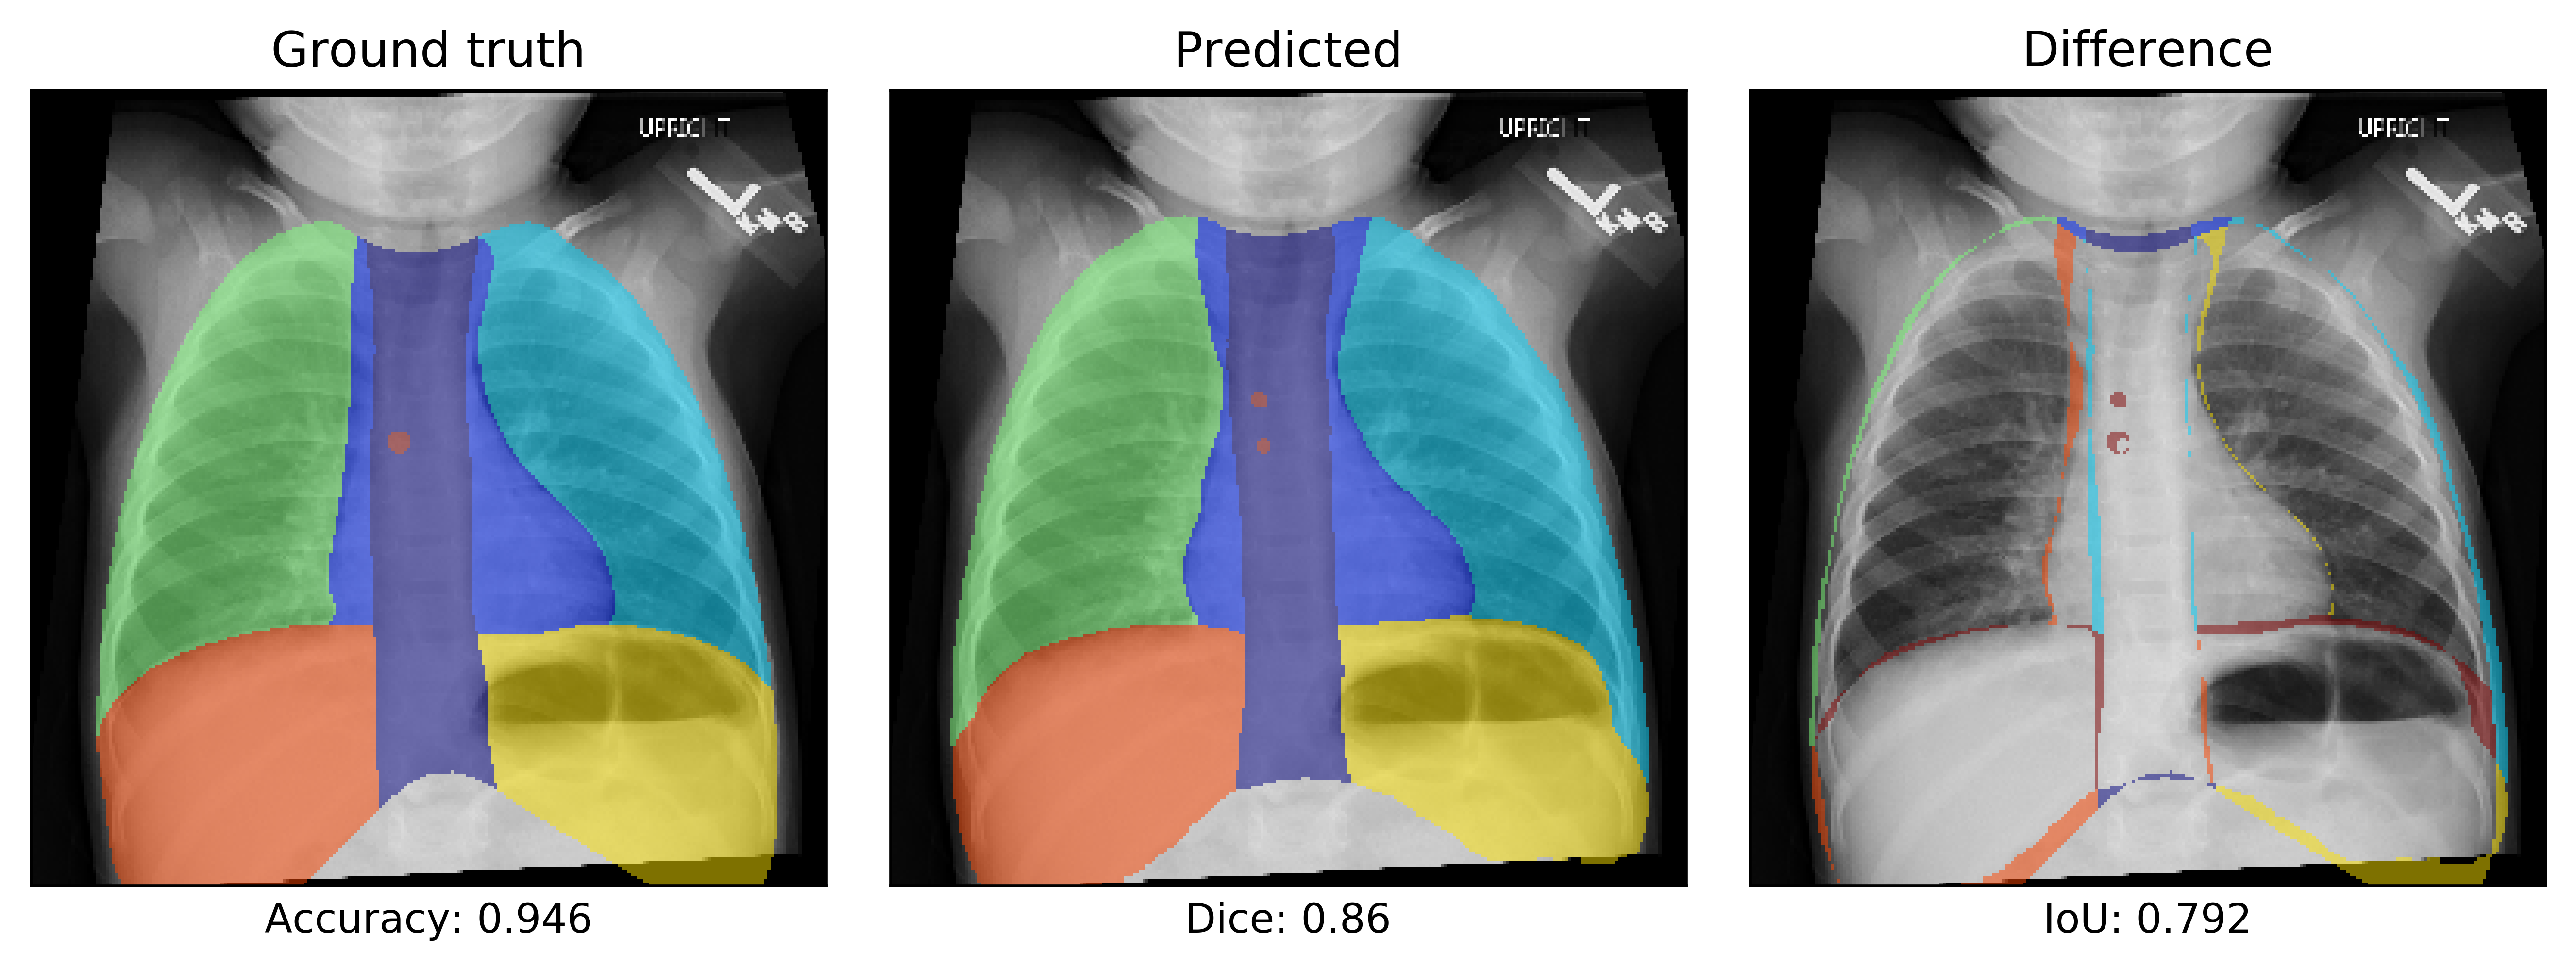 Ground truth
Predicted
Difference
L
L
L
Accuracy: 0.946
Dice: 0.86
IoU: 0.792